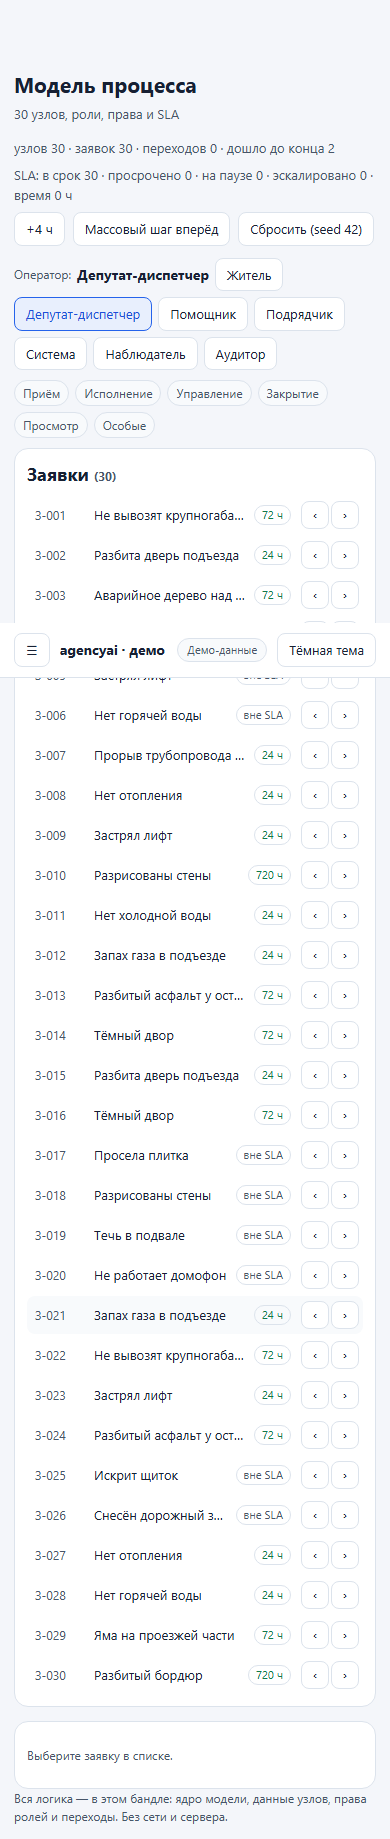 Модель процесса
30 узлов, роли, права и SLA
узлов 30 · заявок 30 · переходов 0 · дошло до конца 2
SLA: в срок 30 · просрочено 0 · на паузе 0 · эскалировано 0 ·
время 0 ч
+4 ч Массовый шаг вперёд Сбросить (seed 42)
Оператор: Депутат-диспетчер Житель
Депутат-диспетчер Помощник Подрядчик
Система Наблюдатель Аудитор
Приём Исполнение Управление Закрытие
Просмотр Особые
Заявки (30)
З-001 Не вывозят крупногаба... 72 ч ‹ ›
З-002 Разбита дверь подъезда 24 ч ‹ ›
З-003 Аварийное дерево над ... 72 ч ‹ ›
☰ agencyai · демо Демо-данные Тёмная тема
З-006 Нет горячей воды вне SLA ‹ ›
З-007 Прорыв трубопровода ... 24 ч ‹ ›
З-008 Нет отопления 24 ч ‹ ›
З-009 Застрял лифт 24 ч ‹ ›
З-010 Разрисованы стены 720 ч ‹ ›
З-011 Нет холодной воды 24 ч ‹ ›
З-012 Запах газа в подъезде 24 ч ‹ ›
З-013 Разбитый асфальт у ост... 72 ч ‹ ›
З-014 Тёмный двор 72 ч ‹ ›
З-015 Разбита дверь подъезда 24 ч ‹ ›
З-016 Тёмный двор 72 ч ‹ ›
З-017 Просела плитка вне SLA ‹ ›
З-018 Разрисованы стены вне SLA ‹ ›
З-019 Течь в подвале вне SLA ‹ ›
З-020 Не работает домофон вне SLA ‹ ›
З-021 Запах газа в подъезде 24 ч ‹ ›
З-022 Не вывозят крупногаба... 72 ч ‹ ›
З-023 Застрял лифт 24 ч ‹ ›
З-024 Разбитый асфальт у ост... 72 ч ‹ ›
З-025 Искрит щиток вне SLA ‹ ›
З-026 Снесён дорожный з... вне SLA ‹ ›
З-027 Нет отопления 24 ч ‹ ›
З-028 Нет горячей воды 24 ч ‹ ›
З-029 Яма на проезжей части 72 ч ‹ ›
З-030 Разбитый бордюр 720 ч ‹ ›
Выберите заявку в списке.
Вся логика — в этом бандле: ядро модели, данные узлов, права
ролей и переходы. Без сети и сервера.